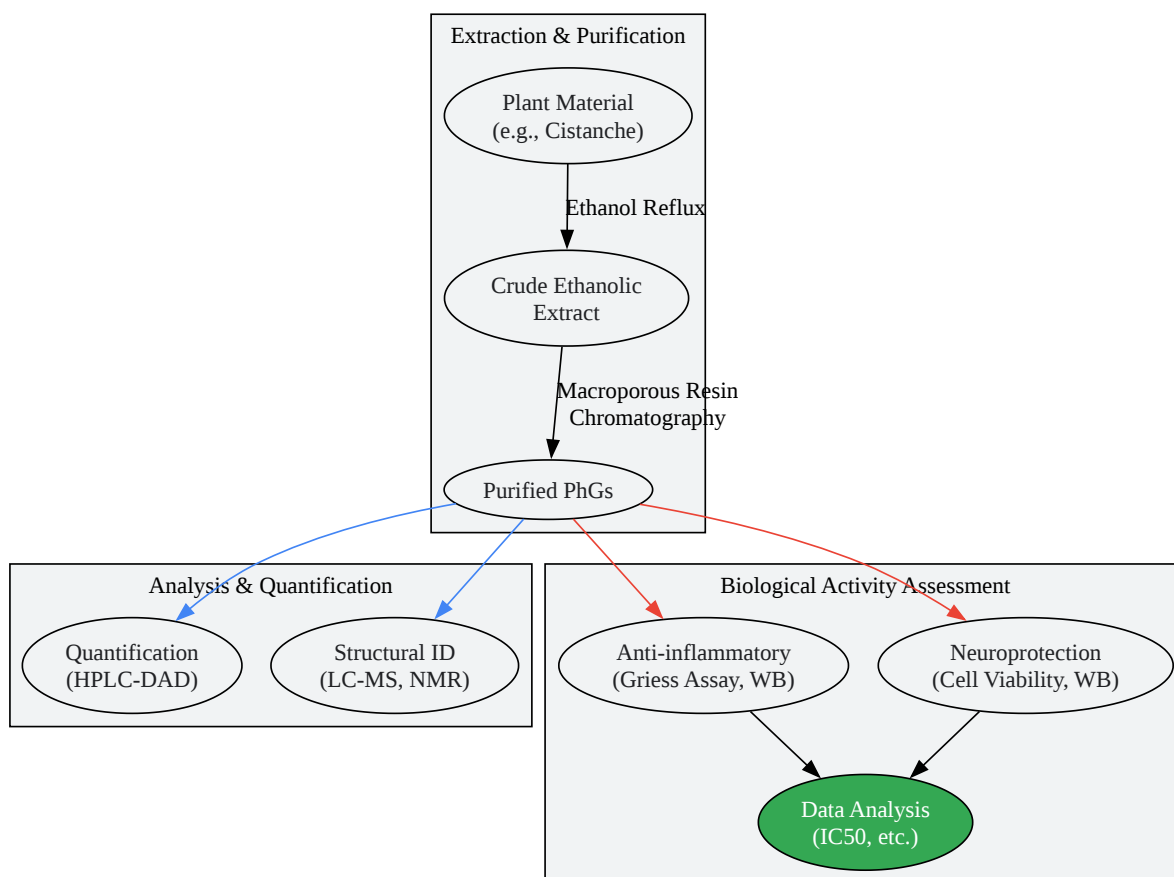 Extraction & Purification
Plant Material
(e.g., Cistanche)
Ethanol Reflux
Crude Ethanolic
Extract
Macroporous Resin
Chromatography
Purified PhGs
Analysis & Quantification
Quantification
(HPLC-DAD)
Structural ID
(LC-MS, NMR)
Biological Activity Assessment
Anti-inflammatory
(Griess Assay, WB)
Neuroprotection
(Cell Viability, WB)
Data Analysis
(IC50, etc.)